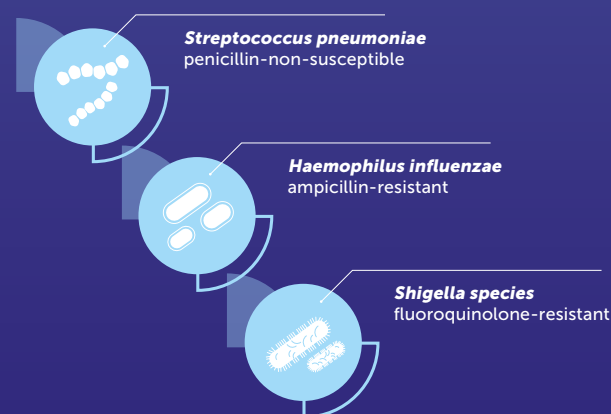 Streptococcus pneumoniae
penicillin-non-susceptible
Haemophilus influenzae
ampicillin-resistant
Shigella species
fluoroquinolone-resistant